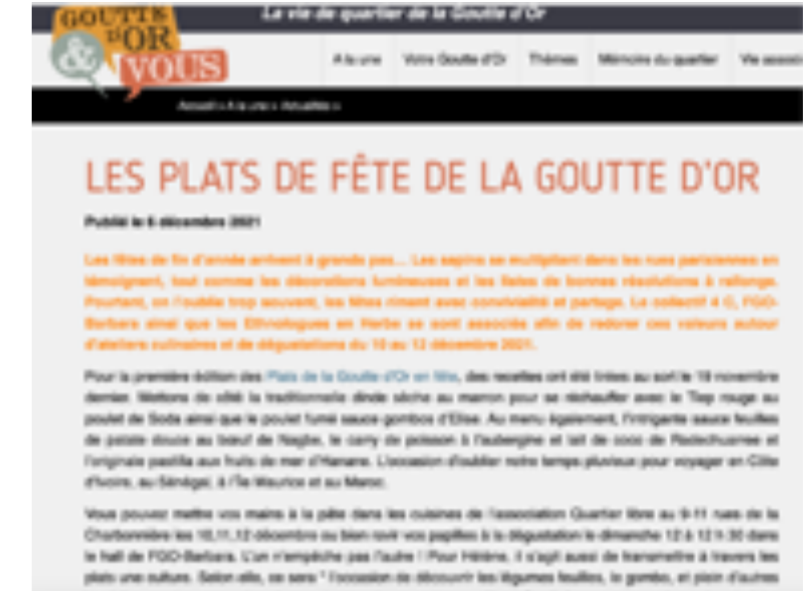 La vie de quartier de la Goutte d'Or
GOUTTE
D'OR
& VOUS
A la une Votre Goutte d'Or Thèmes Mémoire du quartier Vie associ
Accueil > A la une > Actualités >
LES PLATS DE FÊTE DE LA GOUTTE D'OR
Publié le 6 décembre 2021
Les fêtes de fin d'année arrivent à grands pas... Les sapins se multiplient dans les rues parisiennes en
témoignent, tout comme les décorations lumineuses et les listes de bonnes résolutions à rallonge.
Pourtant, on l'oublie trop souvent, les fêtes riment avec convivialité et partage. Le collectif 4 C, FGO-
Barbara ainsi que les Ethnologues en Herbe se sont associés afin de redorer ces valeurs autour
d'ateliers culinaires et de dégustations du 10 au 12 décembre 2021.
Pour la première édition des Plats de la Goutte d'Or en fête, des recettes ont été tirées au sort le 19 novembre
dernier. Mettons de côté la traditionnelle dinde sèche au marron pour se réchauffer avec le Tiep rouge au
poulet de Soda ainsi que le poulet fumé sauce gombos d'Elise. Au menu également, l'intrigante sauce feuilles
de patate douce au bœuf de Nagbe, le carry de poisson à l'aubergine et lait de coco de et
l'originale pastilla aux fruits de mer d'Hanane. L'occasion d'oublier notre temps pluvieux pour voyager en Côte
d'Ivoire, au Sénégal, à l'Île Maurice et au Maroc.
Vous pouvez mettre vos mains à la pâte dans les cuisines de l'association Quartier libre au 9-11 rues de la
Charbonnière les 10,11,12 décembre ou bien ravir vos papilles à la dégustation le dimanche 12 à 12 h 30 dans
le hall de FGO-Barbara. L'un n'empêche pas l'autre ! Pour Hélène, il s'agit aussi de transmettre à travers les
plats une culture. Selon elle, ce sera " l'occasion de découvrir les légumes feuilles, le gombo, et plein d'autres